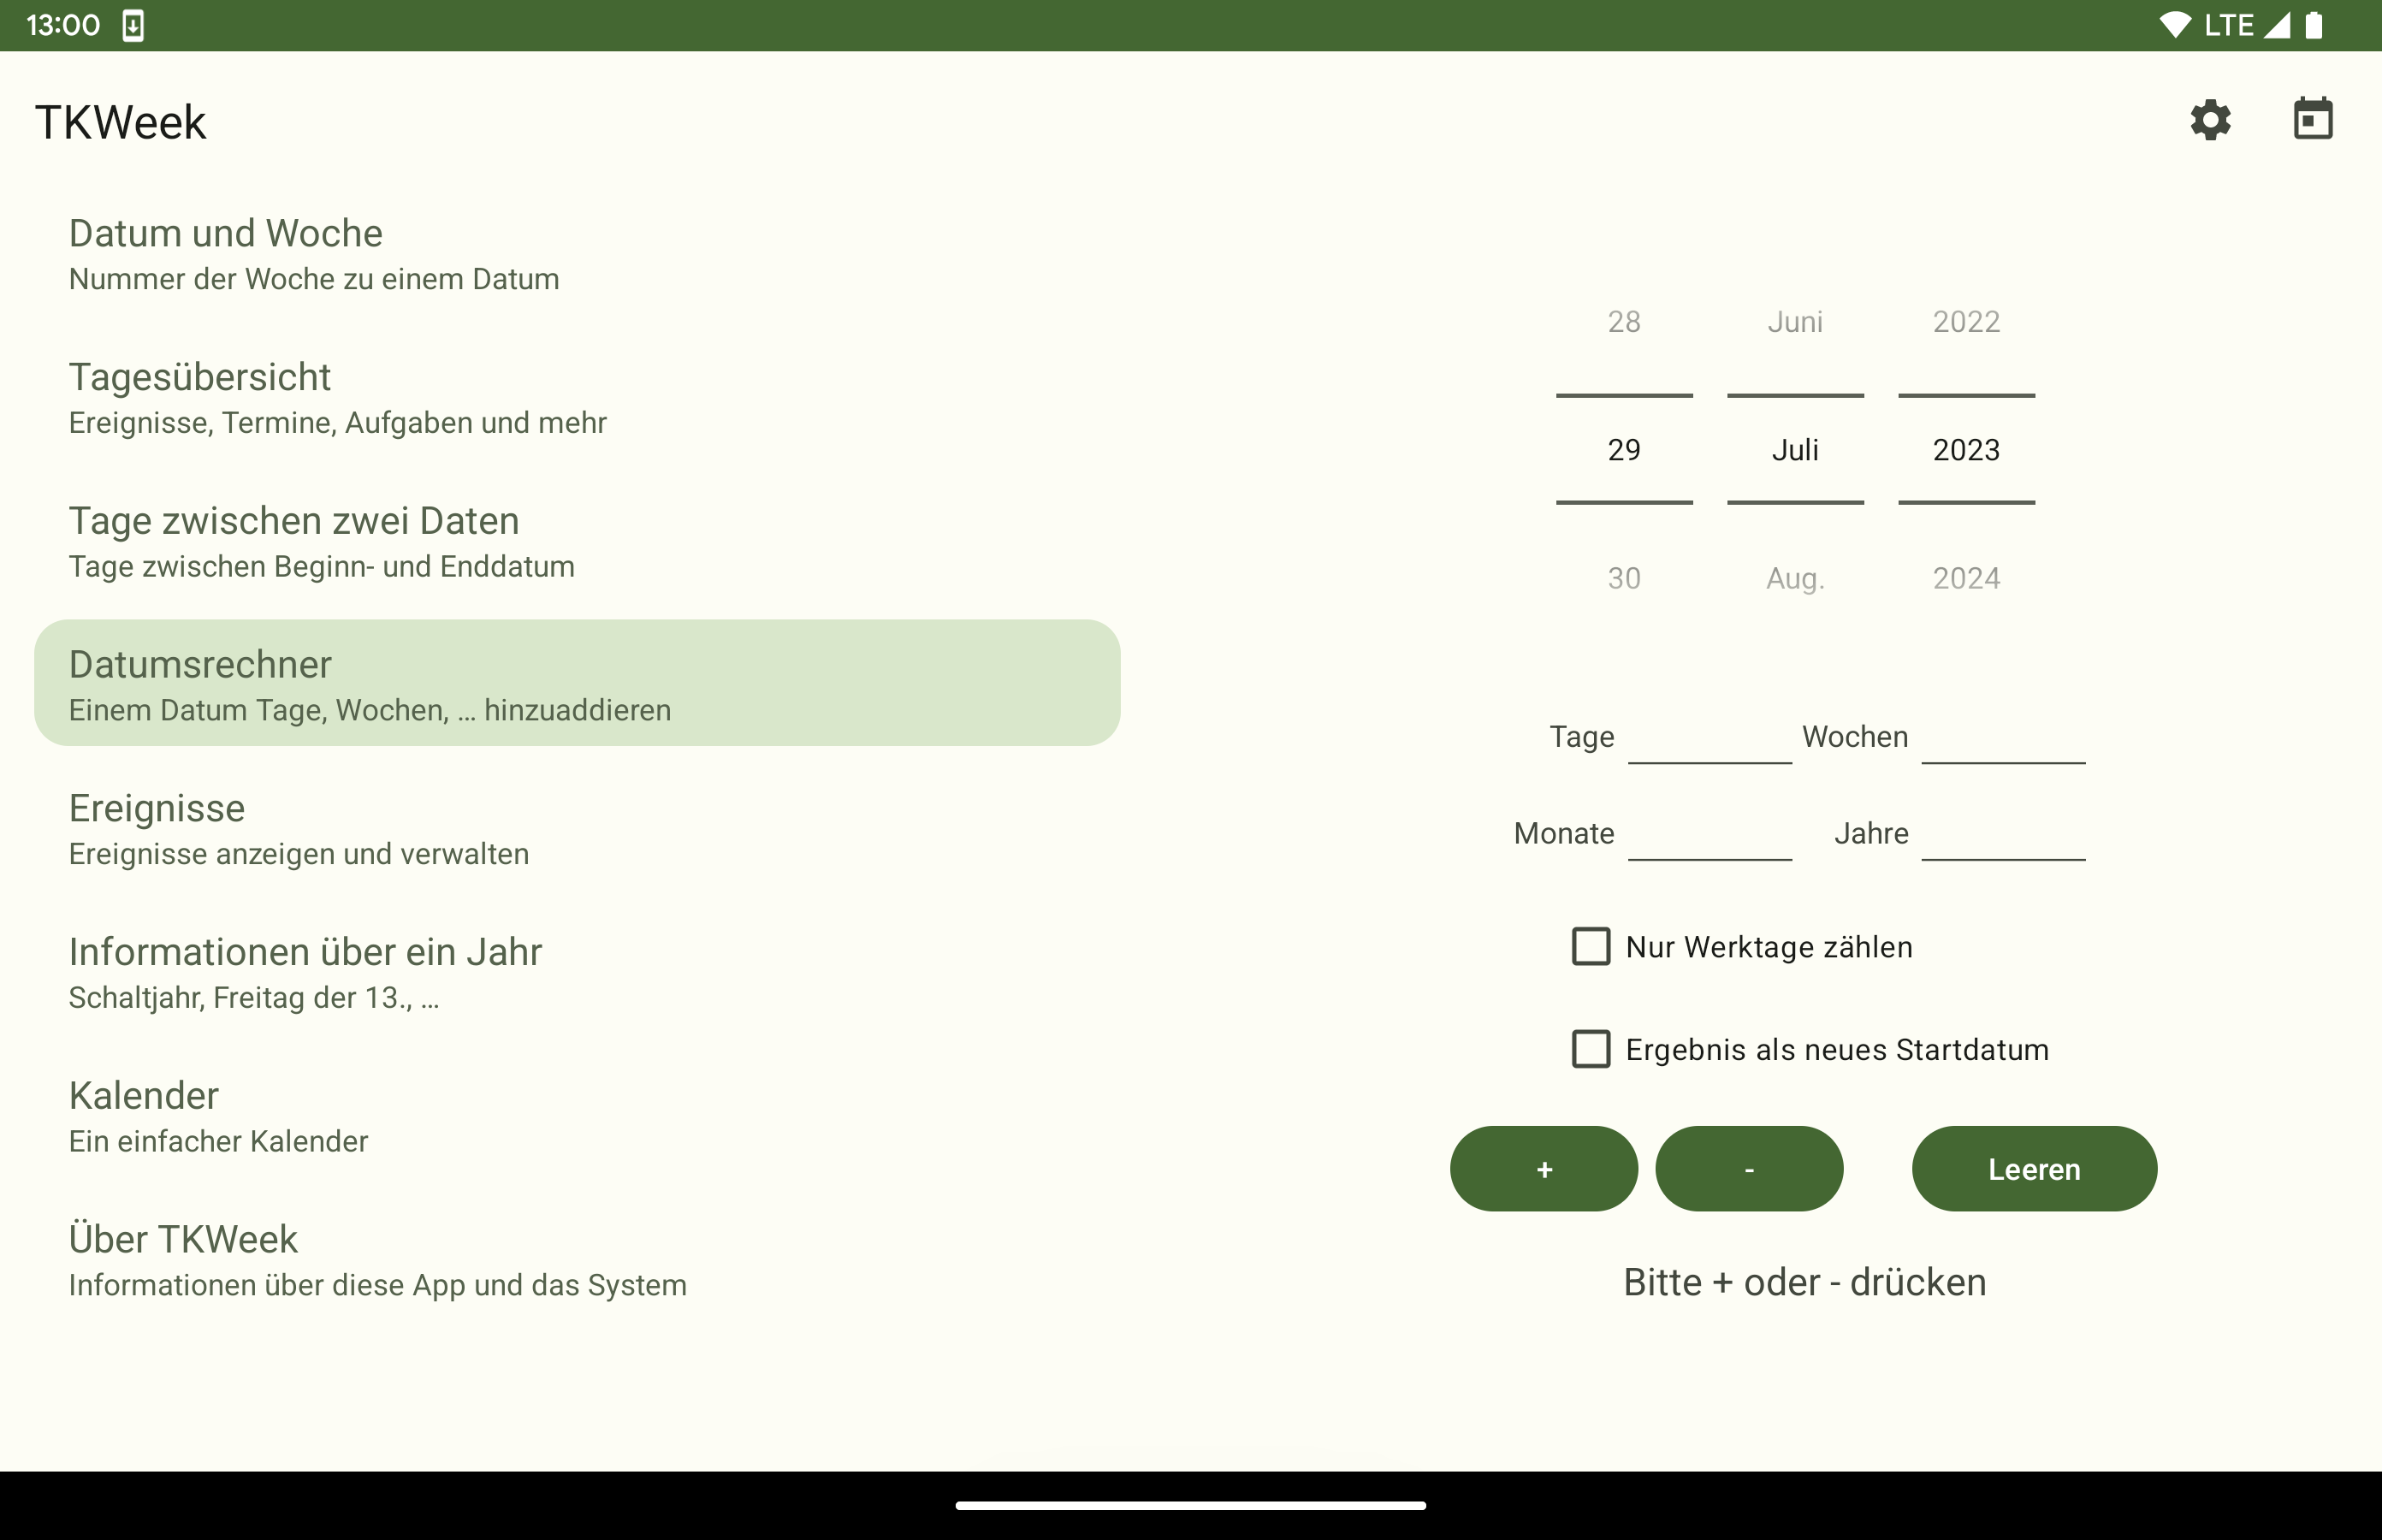 13:00
LTE
TKWeek
Datum und Woche
Nummer der Woche zu einem Datum
Tagesübersicht
Ereignisse, Termine, Aufgaben und mehr
Tage zwischen zwei Daten
Tage zwischen Beginn- und Enddatum
Datumsrechner
Einem Datum Tage, Wochen, … hinzuaddieren
Ereignisse
Ereignisse anzeigen und verwalten
Informationen über ein Jahr
Schaltjahr, Freitag der 13., …
Kalender
Ein einfacher Kalender
Über TKWeek
Informationen über diese App und das System
28 Juni 2022
29 Juli 2023
30 Aug. 2024
Tage Wochen
Monate Jahre
Nur Werktage zählen
Ergebnis als neues Startdatum
+ - Leeren
Bitte + oder - drücken